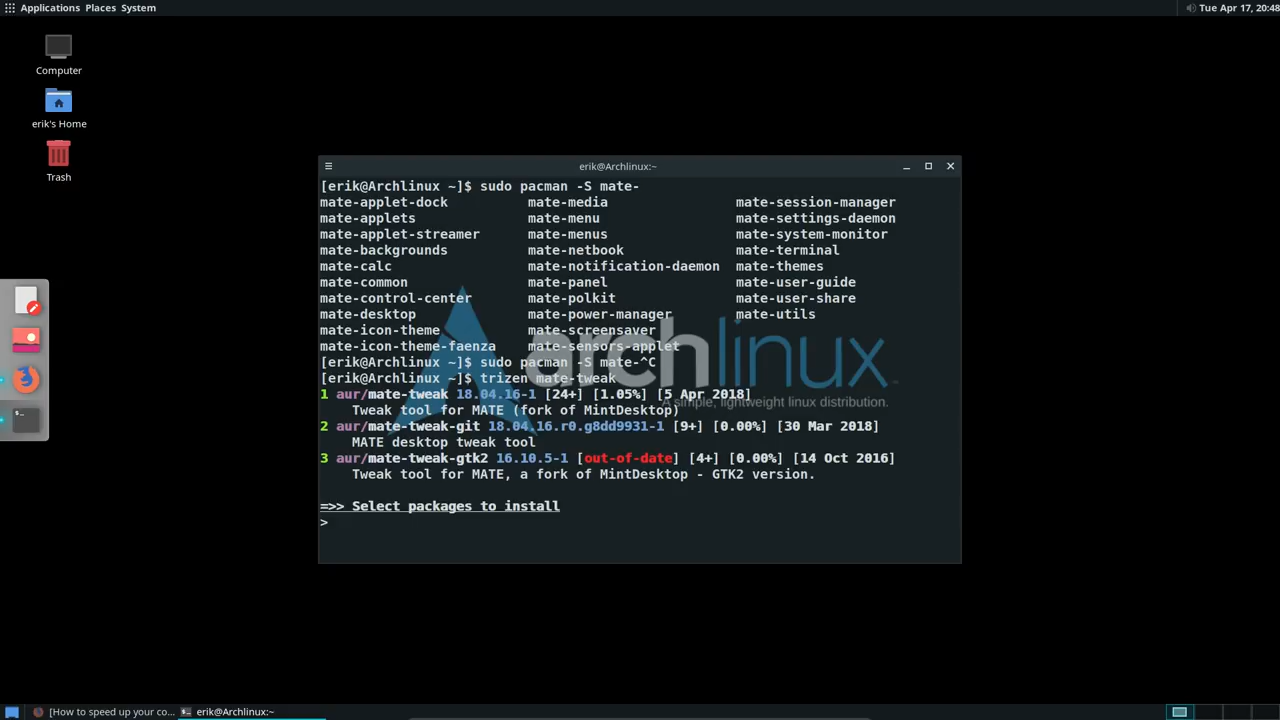 Applications Places System
Tue Apr 17, 20:48
Computer
erik's Home
Trash
erik@Archlinux:~
[erik@Archlinux ~]$ sudo pacman -S mate-
mate-applet-dock mate-media mate-session-manager
mate-applets mate-menu mate-settings-daemon
mate-applet-streamer mate-menus mate-system-monitor
mate-backgrounds mate-netbook mate-terminal
mate-calc mate-notification-daemon mate-themes
mate-common mate-panel mate-user-guide
mate-control-center mate-polkit mate-user-share
mate-desktop mate-power-manager mate-utils
mate-icon-theme mate-screensaver
mate-icon-theme-faenza mate-sensors-applet
[erik@Archlinux ~]$ sudo pacman -S mate-^C
[erik@Archlinux ~]$ trizen mate-tweak
1 aur/mate-tweak 18.04.16-1 [24+] [1.05%] [5 Apr 2018]
Tweak tool for MATE (fork of MintDesktop)
2 aur/mate-tweak-git 18.04.16.r0.g8dd9931-1 [9+] [0.00%] [30 Mar 2018]
MATE desktop tweak tool
3 aur/mate-tweak-gtk2 16.10.5-1 [out-of-date] [4+] [0.00%] [14 Oct 2016]
Tweak tool for MATE, a fork of MintDesktop - GTK2 version.
=>> Select packages to install
>
archlinux
A simple, lightweight linux distribution.
[How to speed up your co... erik@Archlinux:~